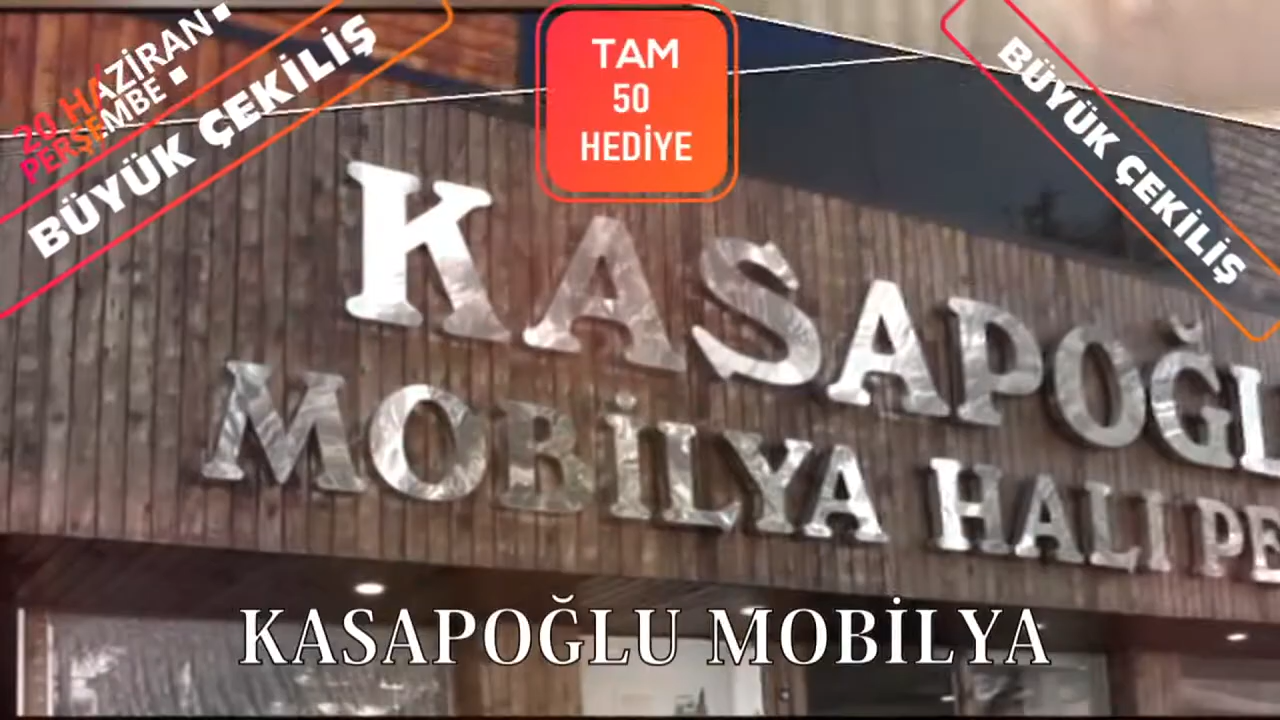 20 HAZİRAN
PERŞEMBE
BÜYÜK ÇEKİLİŞ
TAM
50
HEDİYE
BÜYÜK ÇEKİLİŞ
KASAPOĞL
MOBİLYA HALI PE
KASAPOĞLU MOBİLYA